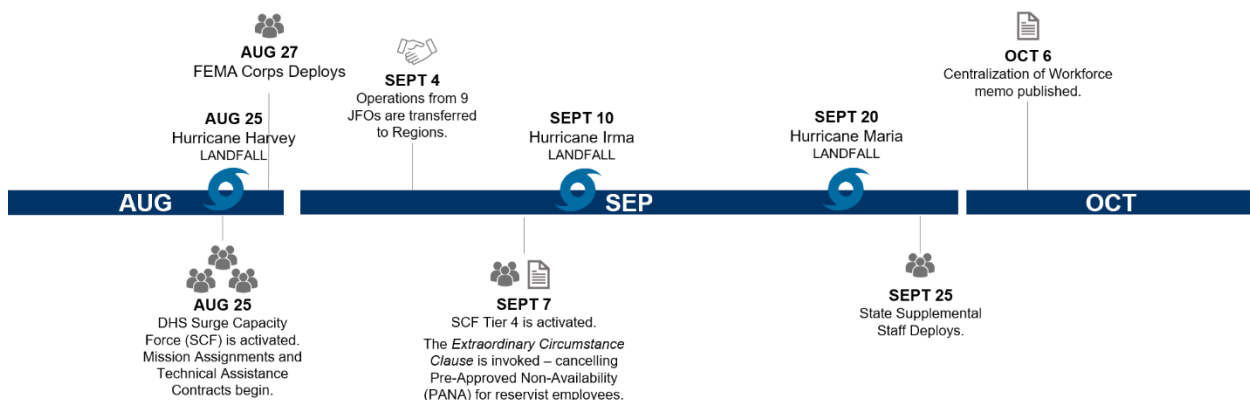 AUG 27
FEMA Corps Deploys
AUG 25
Hurricane Harvey
LANDFALL
SEPT 4
Operations from 9
JFOs are transferred
to Regions.
SEPT 10
Hurricane Irma
LANDFALL
SEPT 20
Hurricane Maria
LANDFALL
OCT 6
Centralization of Workforce
memo published.
AUG
SEP
OCT
AUG 25
DHS Surge Capacity
Force (SCF) is activated.
Mission Assignments and
Technical Assistance
Contracts begin.
SEPT 7
SCF Tier 4 is activated.
The Extraordinary Circumstance
Clause is invoked – cancelling
Pre-Approved Non-Availability
(PANA) for reservist employees.
SEPT 25
State Supplemental
Staff Deploys.